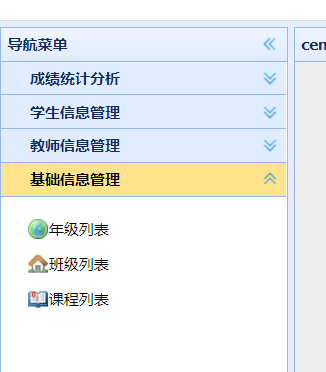 导航菜单
cen
成绩统计分析
学生信息管理
教师信息管理
基础信息管理
年级列表
班级列表
课程列表